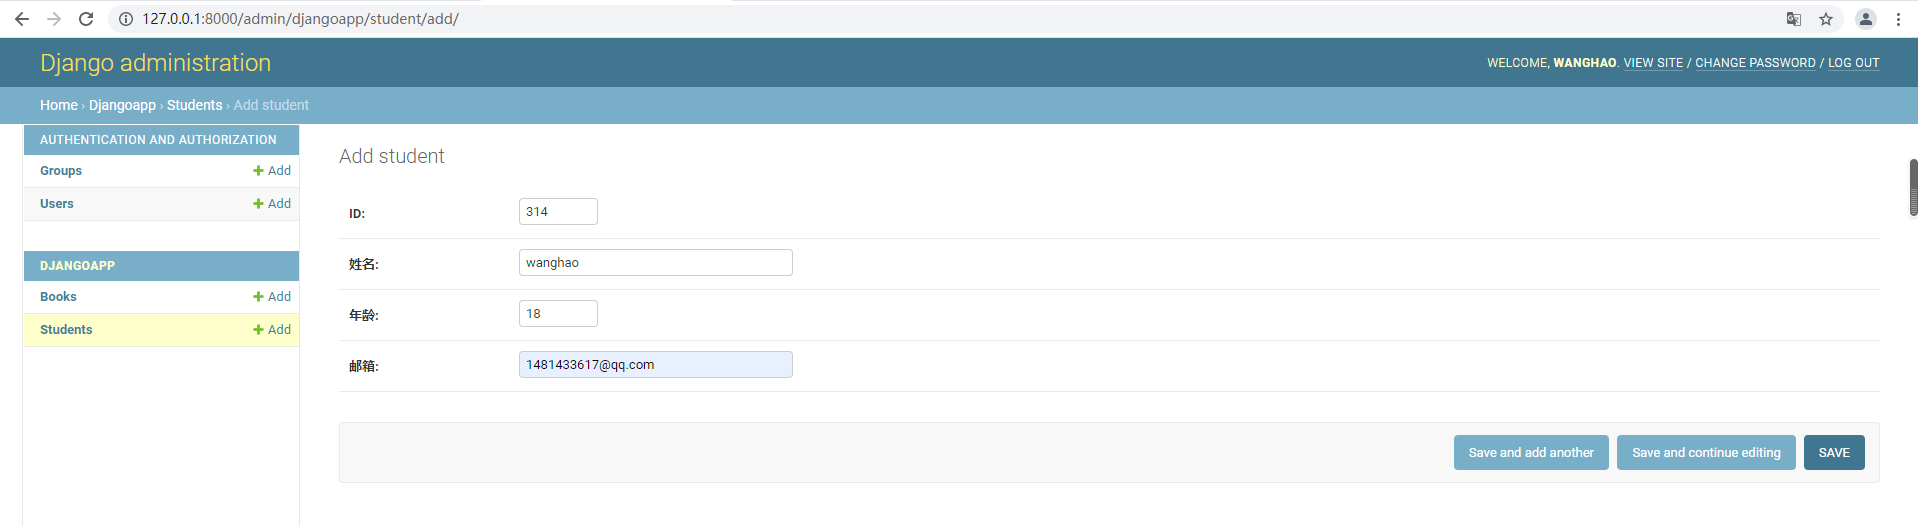 127.0.0.1:8000/admin/djangoapp/student/add/
Django administration
WELCOME, WANGHAO. VIEW SITE / CHANGE PASSWORD / LOG OUT
Home › Djangoapp › Students › Add student
AUTHENTICATION AND AUTHORIZATION
Groups + Add
Users + Add
DJANGOAPP
Books + Add
Students + Add
Add student
ID: 314
姓名: wanghao
年龄: 18
邮箱: 1481433617@qq.com
Save and add another Save and continue editing SAVE